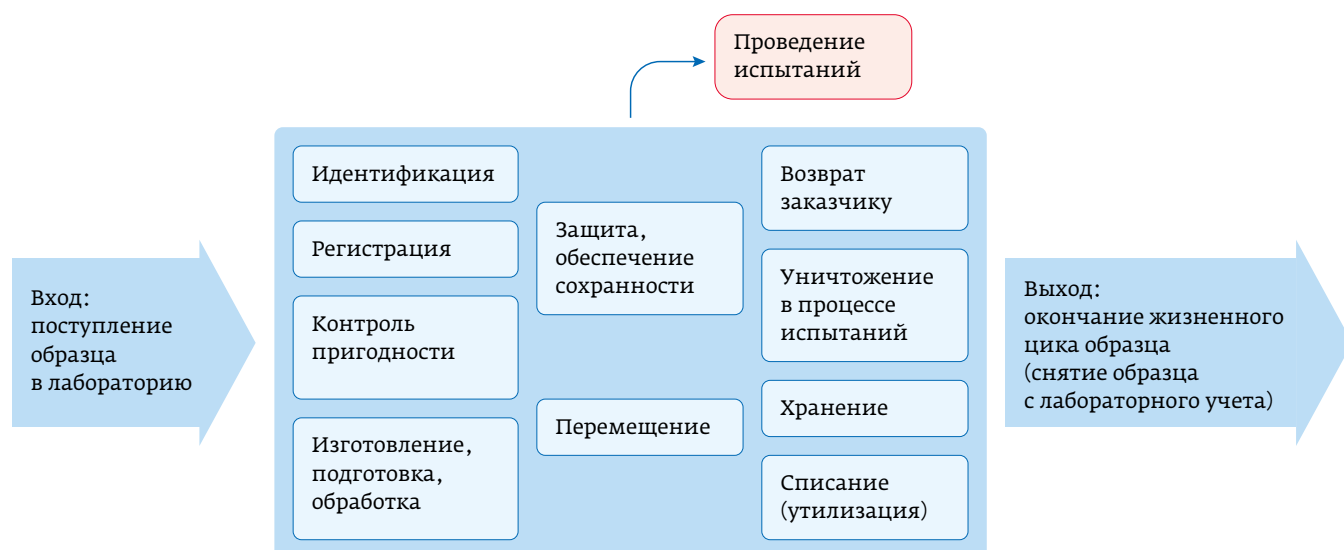 Проведение
испытаний
Вход:
поступление
образца
в лабораторию
Идентификация
Регистрация
Контроль
пригодности
Изготовление,
подготовка,
обработка
Защита,
обеспечение
сохранности
Перемещение
Возврат
заказчику
Уничтожение
в процессе
испытаний
Хранение
Списание
(утилизация)
Выход:
окончание жизненного
цика образца
(снятие образца
с лабораторного учета)